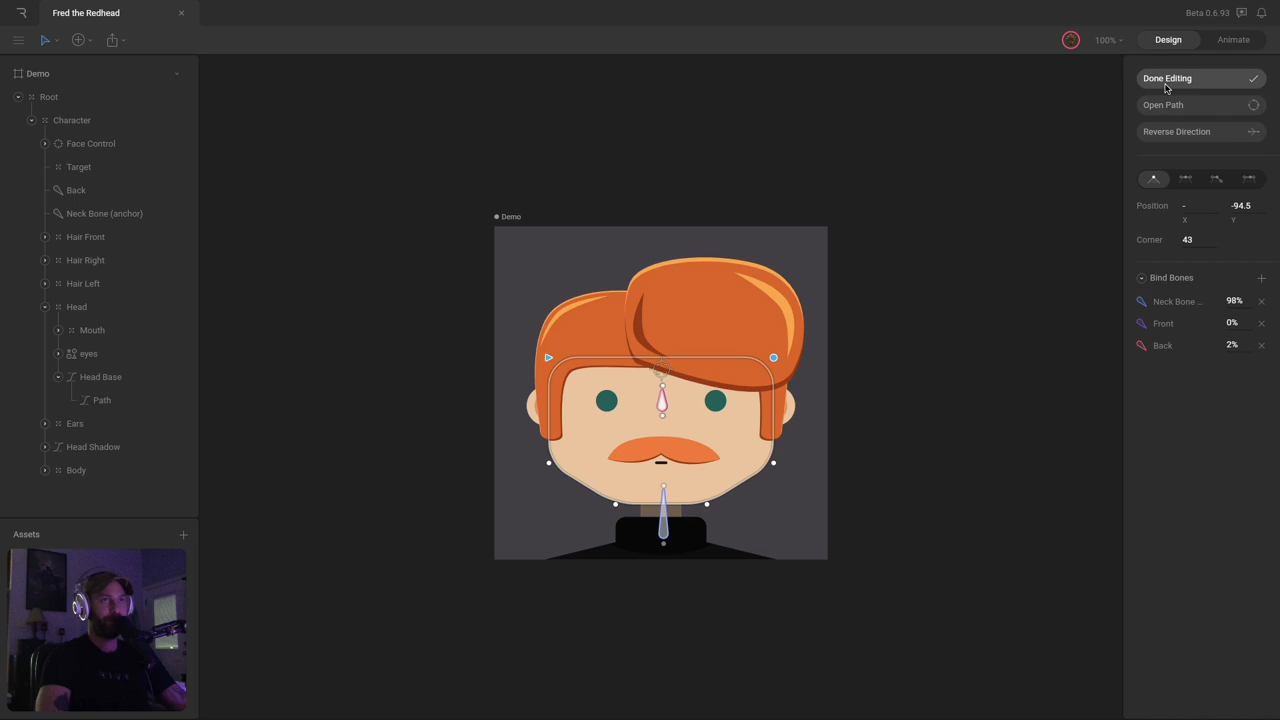 Fred the Redhead
Beta 0.6.93
100%
Design
Animate
Demo
Root
Character
Face Control
Target
Back
Neck Bone (anchor)
Hair Front
Hair Right
Hair Left
Head
Mouth
eyes
Head Base
Path
Ears
Head Shadow
Body
Assets
Demo
Done Editing
Open Path
Reverse Direction
Position - -94.5
X Y
Corner 43
Bind Bones
Neck Bone ... 98%
Front 0%
Back 2%